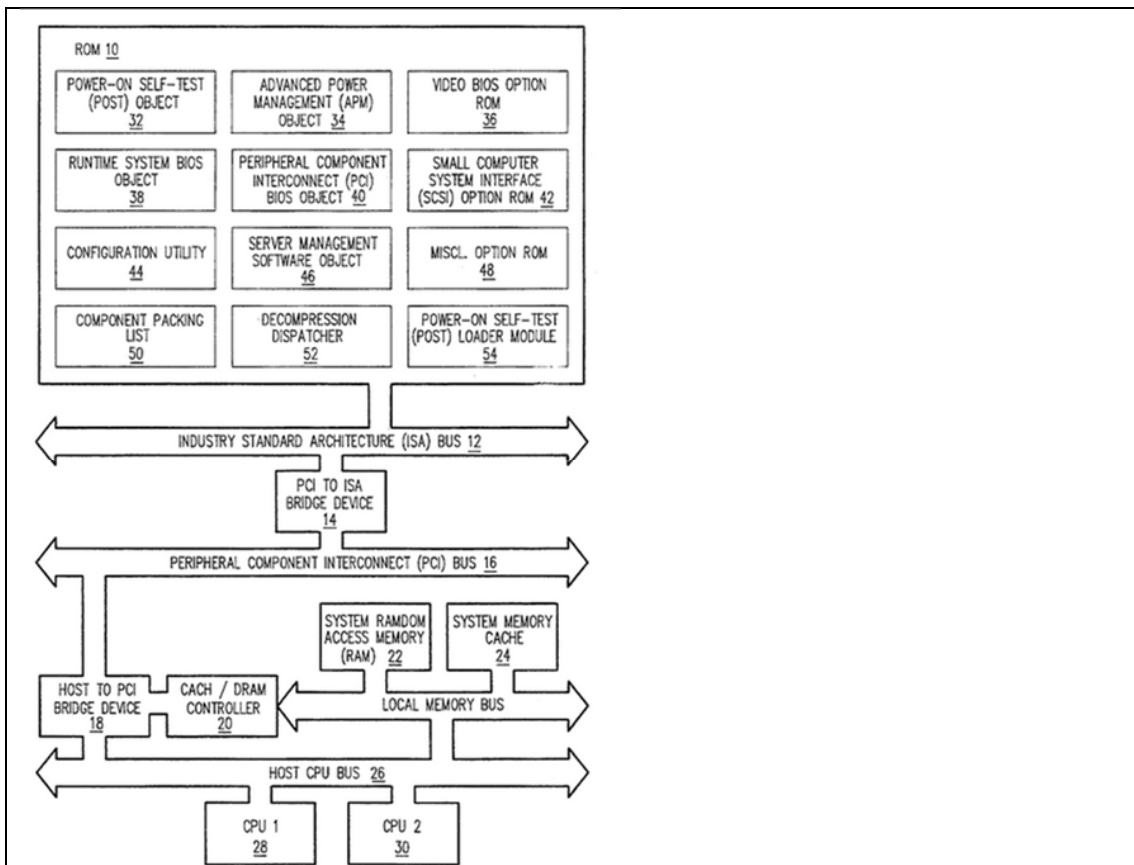 ROM 10
POWER-ON SELF-TEST
(POST) OBJECT
32
ADVANCED POWER
MANAGEMENT (APM)
OBJECT 34
VIDEO BIOS OPTION
ROM
36
RUNTIME SYSTEM BIOS
OBJECT
38
PERIPHERAL COMPONENT
INTERCONNECT (PCI)
BIOS OBJECT 40
SMALL COMPUTER
SYSTEM INTERFACE
(SCSI) OPTION ROM 42
CONFIGURATION UTILITY
44
SERVER MANAGEMENT
SOFTWARE OBJECT
46
MISCL. OPTION ROM
48
COMPONENT PACKING
LIST
50
DECOMPRESSION
DISPATCHER
52
POWER-ON SELF-TEST
(POST) LOADER MODULE
54
INDUSTRY STANDARD ARCHITECTURE (ISA) BUS 12
PCI TO ISA
BRIDGE DEVICE
14
PERIPHERAL COMPONENT INTERCONNECT (PCI) BUS 16
SYSTEM RAMDOM
ACCESS MEMORY
(RAM) 22
SYSTEM MEMORY
CACHE
24
HOST TO PCI
BRIDGE DEVICE
18
CACH / DRAM
CONTROLLER
20
LOCAL MEMORY BUS
HOST CPU BUS 26
CPU 1
28
CPU 2
30